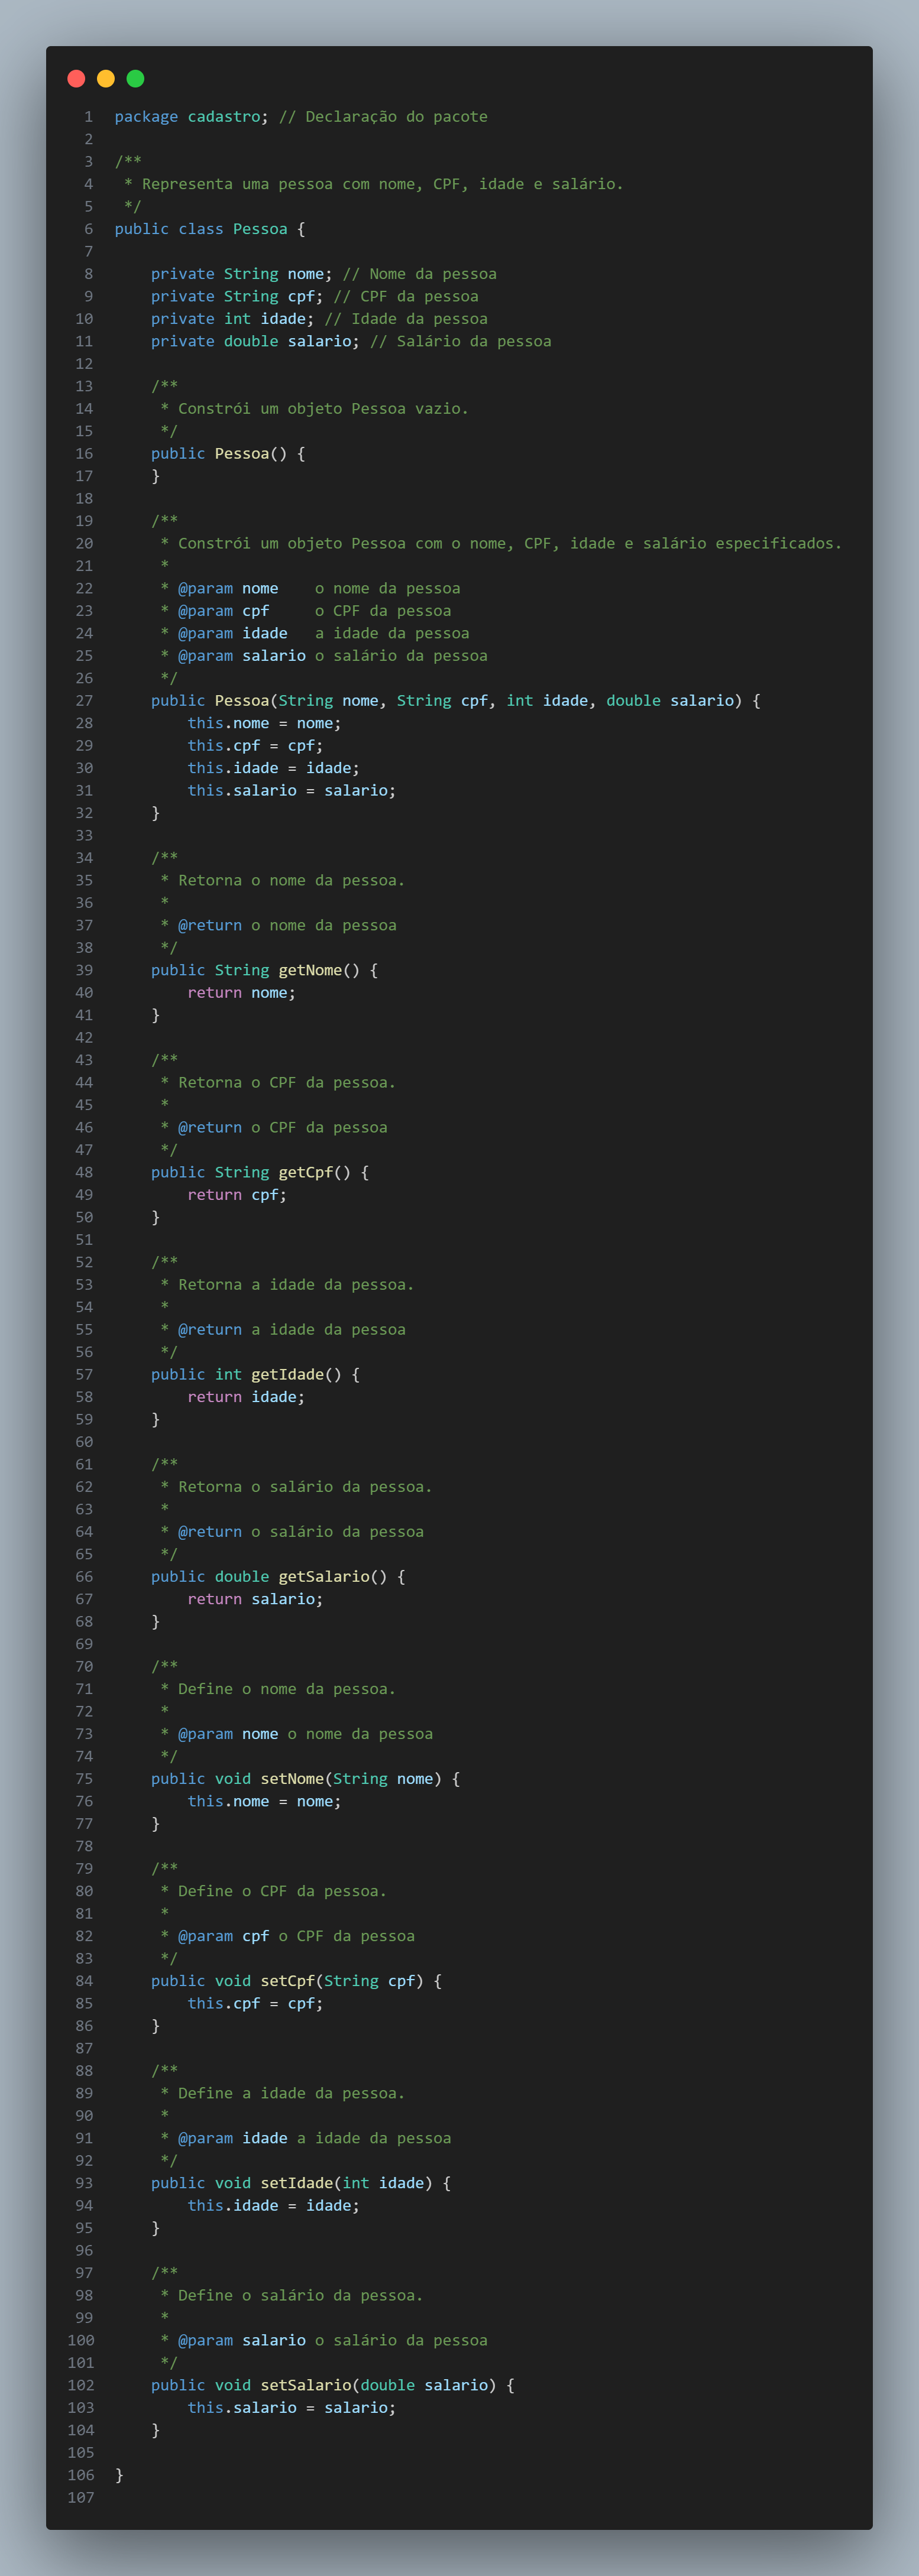 1 package cadastro; // Declaração do pacote
2
3 /**
4  * Representa uma pessoa com nome, CPF, idade e salário.
5  */
6 public class Pessoa {
7
8     private String nome; // Nome da pessoa
9     private String cpf; // CPF da pessoa
10     private int idade; // Idade da pessoa
11     private double salario; // Salário da pessoa
12
13     /**
14      * Constrói um objeto Pessoa vazio.
15      */
16     public Pessoa() {
17     }
18
19     /**
20      * Constrói um objeto Pessoa com o nome, CPF, idade e salário especificados.
21      *
22      * @param nome    o nome da pessoa
23      * @param cpf     o CPF da pessoa
24      * @param idade   a idade da pessoa
25      * @param salario o salário da pessoa
26      */
27     public Pessoa(String nome, String cpf, int idade, double salario) {
28         this.nome = nome;
29         this.cpf = cpf;
30         this.idade = idade;
31         this.salario = salario;
32     }
33
34     /**
35      * Retorna o nome da pessoa.
36      *
37      * @return o nome da pessoa
38      */
39     public String getNome() {
40         return nome;
41     }
42
43     /**
44      * Retorna o CPF da pessoa.
45      *
46      * @return o CPF da pessoa
47      */
48     public String getCpf() {
49         return cpf;
50     }
51
52     /**
53      * Retorna a idade da pessoa.
54      *
55      * @return a idade da pessoa
56      */
57     public int getIdade() {
58         return idade;
59     }
60
61     /**
62      * Retorna o salário da pessoa.
63      *
64      * @return o salário da pessoa
65      */
66     public double getSalario() {
67         return salario;
68     }
69
70     /**
71      * Define o nome da pessoa.
72      *
73      * @param nome o nome da pessoa
74      */
75     public void setNome(String nome) {
76         this.nome = nome;
77     }
78
79     /**
80      * Define o CPF da pessoa.
81      *
82      * @param cpf o CPF da pessoa
83      */
84     public void setCpf(String cpf) {
85         this.cpf = cpf;
86     }
87
88     /**
89      * Define a idade da pessoa.
90      *
91      * @param idade a idade da pessoa
92      */
93     public void setIdade(int idade) {
94         this.idade = idade;
95     }
96
97     /**
98      * Define o salário da pessoa.
99      *
100      * @param salario o salário da pessoa
101      */
102     public void setSalario(double salario) {
103         this.salario = salario;
104     }
105
106 }
107